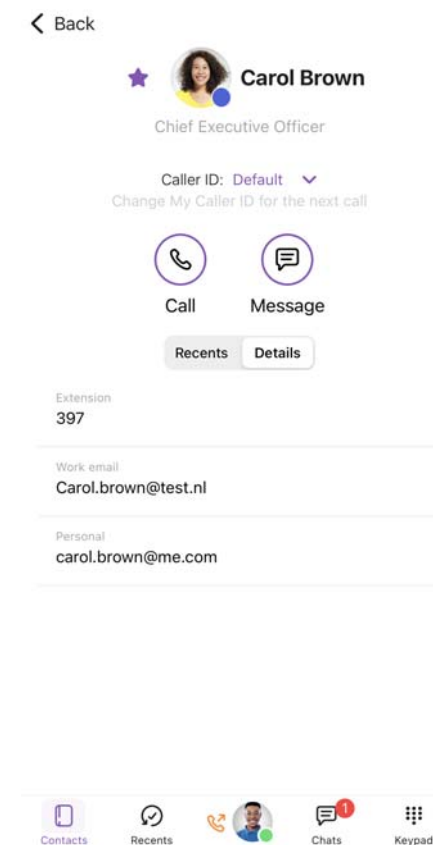 Back
Carol Brown
Chief Executive Officer
Caller ID: Default
Change My Caller ID for the next call
Call Message
Recents Details
Extension
397
Work email
Carol.brown@test.nl
Personal
carol.brown@me.com
1
Contacts Recents Chats Keypad